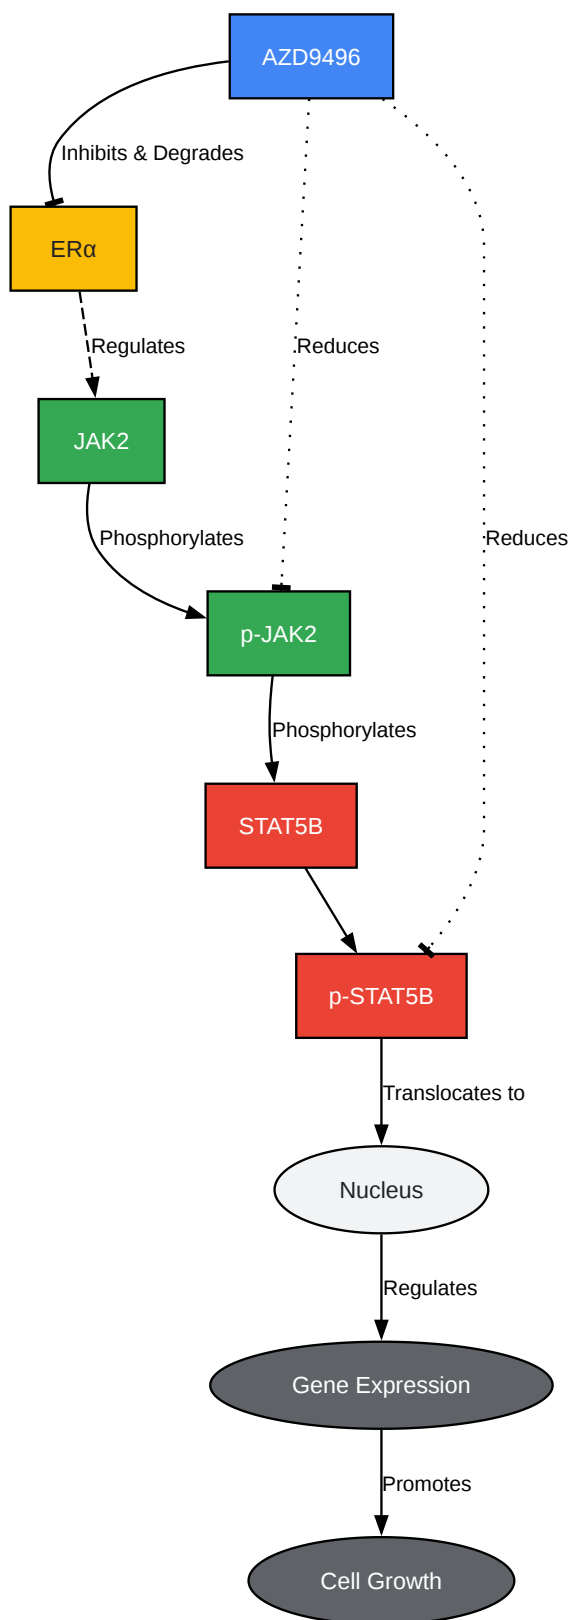 AZD9496
Inhibits & Degrades
ERα
Regulates
Reduces
JAK2
Phosphorylates
Reduces
p-JAK2
Phosphorylates
STAT5B
p-STAT5B
Translocates to
Nucleus
Regulates
Gene Expression
Promotes
Cell Growth